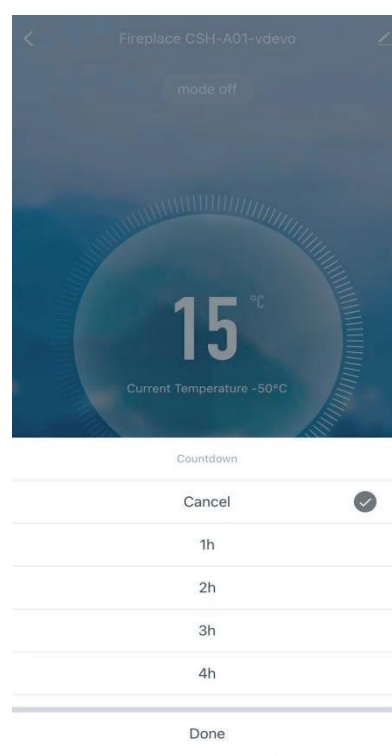 Fireplace CSH-A01-vdevo
mode off
15 °C
Current Temperature -50°C
Countdown
Cancel
1h
2h
3h
4h
Done